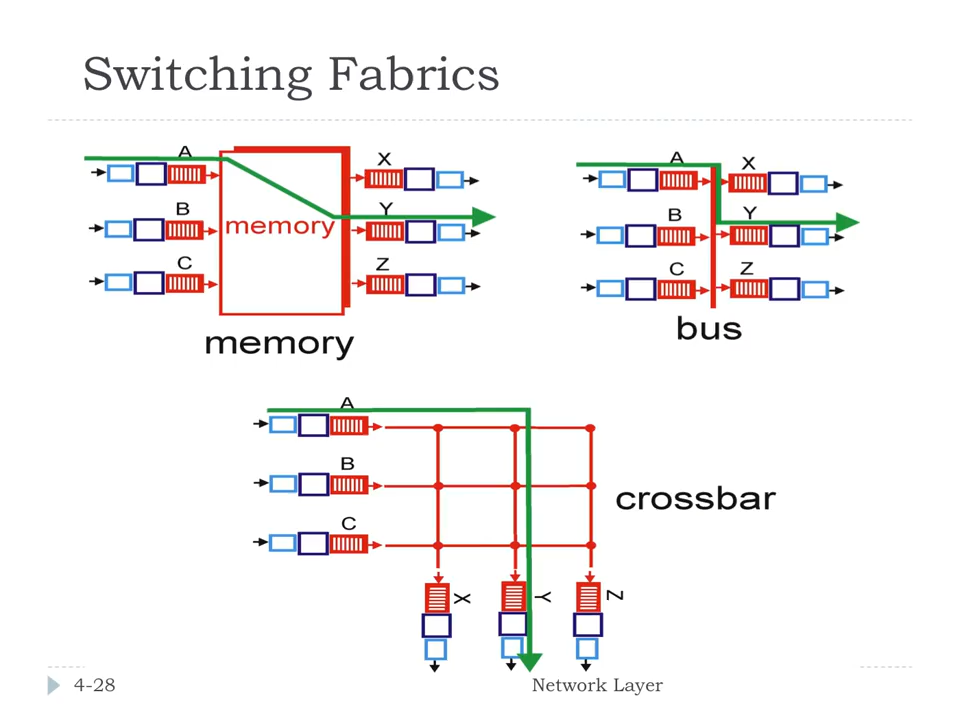 Switching Fabrics
A
B
C
memory
X
Y
Z
memory
A
B
C
X
Y
Z
bus
A
B
C
crossbar
X
Y
Z
4-28
Network Layer